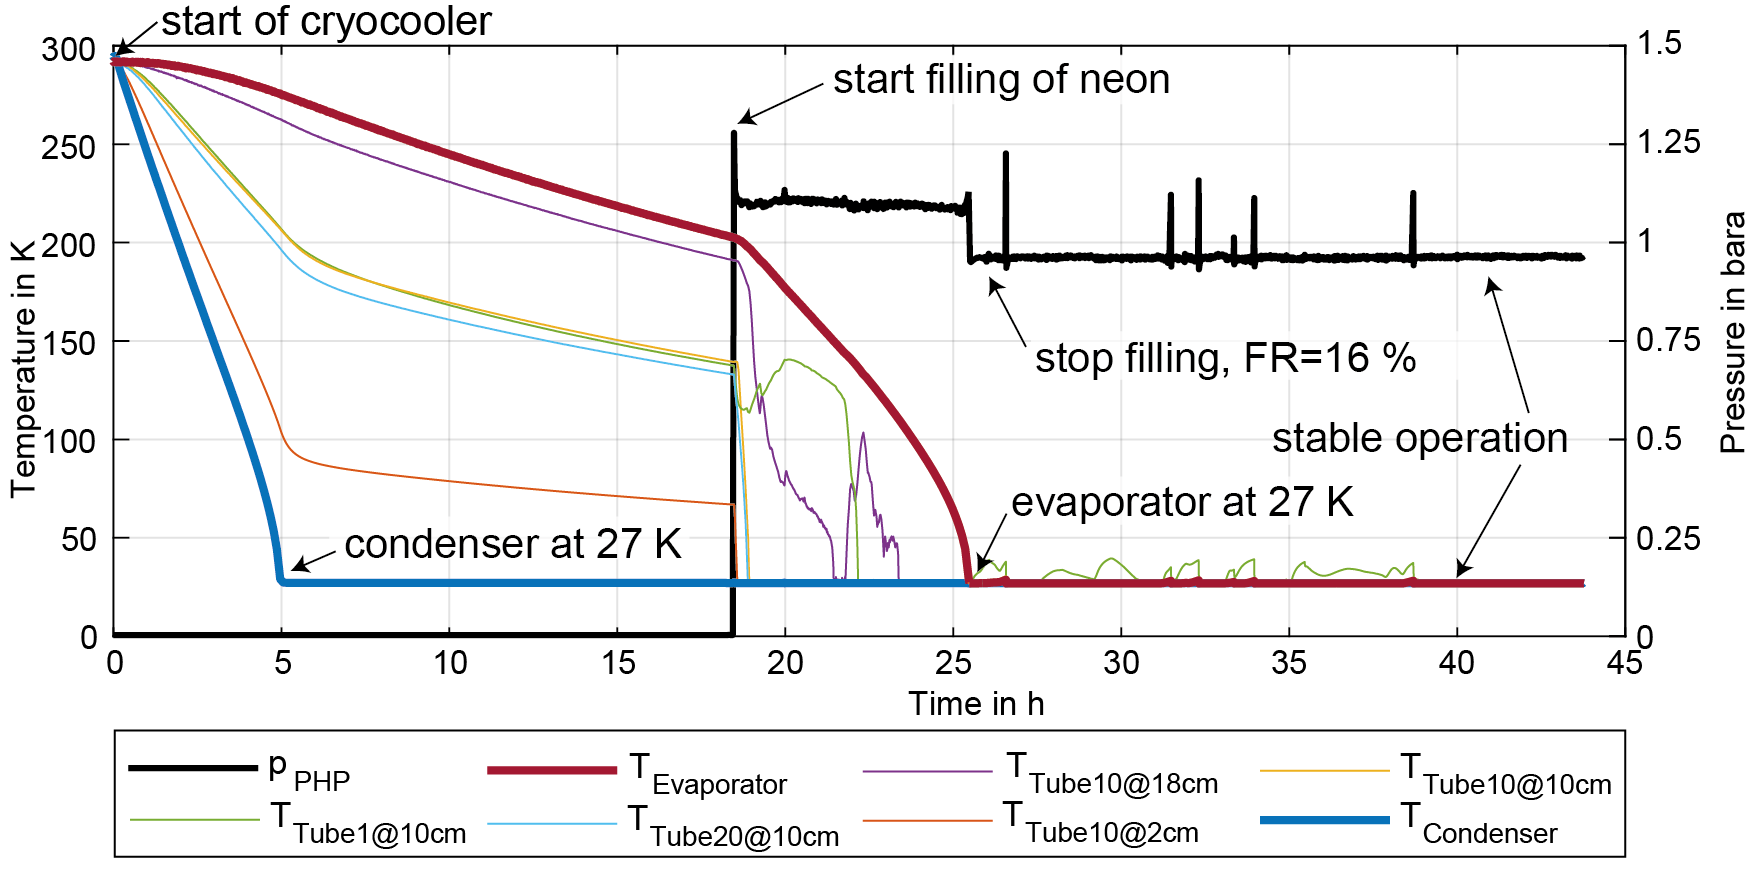 start of cryocooler
300
250
200
150
100
50
0
Temperature in K
1.5
1.25
1
0.75
0.5
0.25
0
Pressure in bara
start filling of neon
stop filling, FR=16 %
stable operation
evaporator at 27 K
condenser at 27 K
0 5 10 15 20 25 30 35 40 45
Time in h
p PHP
T Evaporator
T Tube10@18cm
T Tube10@10cm
T Tube1@10cm
T Tube20@10cm
T Tube10@2cm
T Condenser